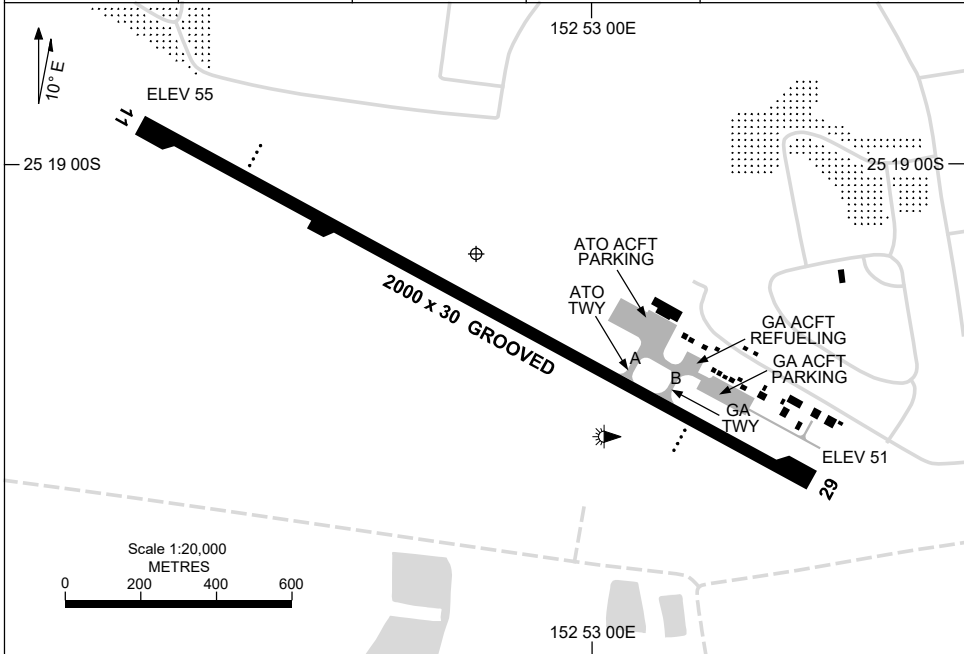 152 53 00E
10° E
ELEV 55
11
25 19 00S
25 19 00S
ATO ACFT
PARKING
ATO
TWY
2000 x 30 GROOVED
A
B
GA ACFT
REFUELING
GA ACFT
PARKING
GA
TWY
ELEV 51
29
Scale 1:20,000
METRES
0 200 400 600
152 53 00E